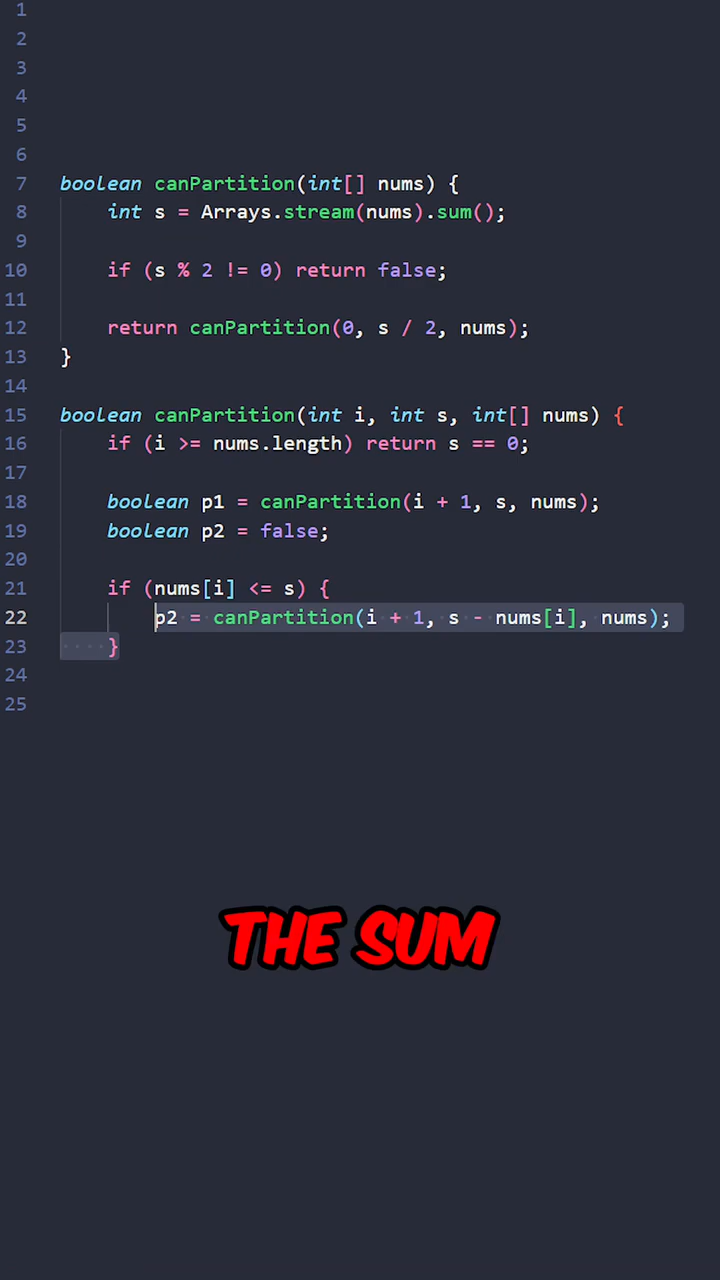 1
2
3
4
5
6
7 boolean canPartition(int[] nums) {
8     int s = Arrays.stream(nums).sum();
9
10     if (s % 2 != 0) return false;
11
12     return canPartition(0, s / 2, nums);
13 }
14
15 boolean canPartition(int i, int s, int[] nums) {
16     if (i >= nums.length) return s == 0;
17
18     boolean p1 = canPartition(i + 1, s, nums);
19     boolean p2 = false;
20
21     if (nums[i] <= s) {
22         p2 = canPartition(i + 1, s - nums[i], nums);
23     }
24
25
THE SUM